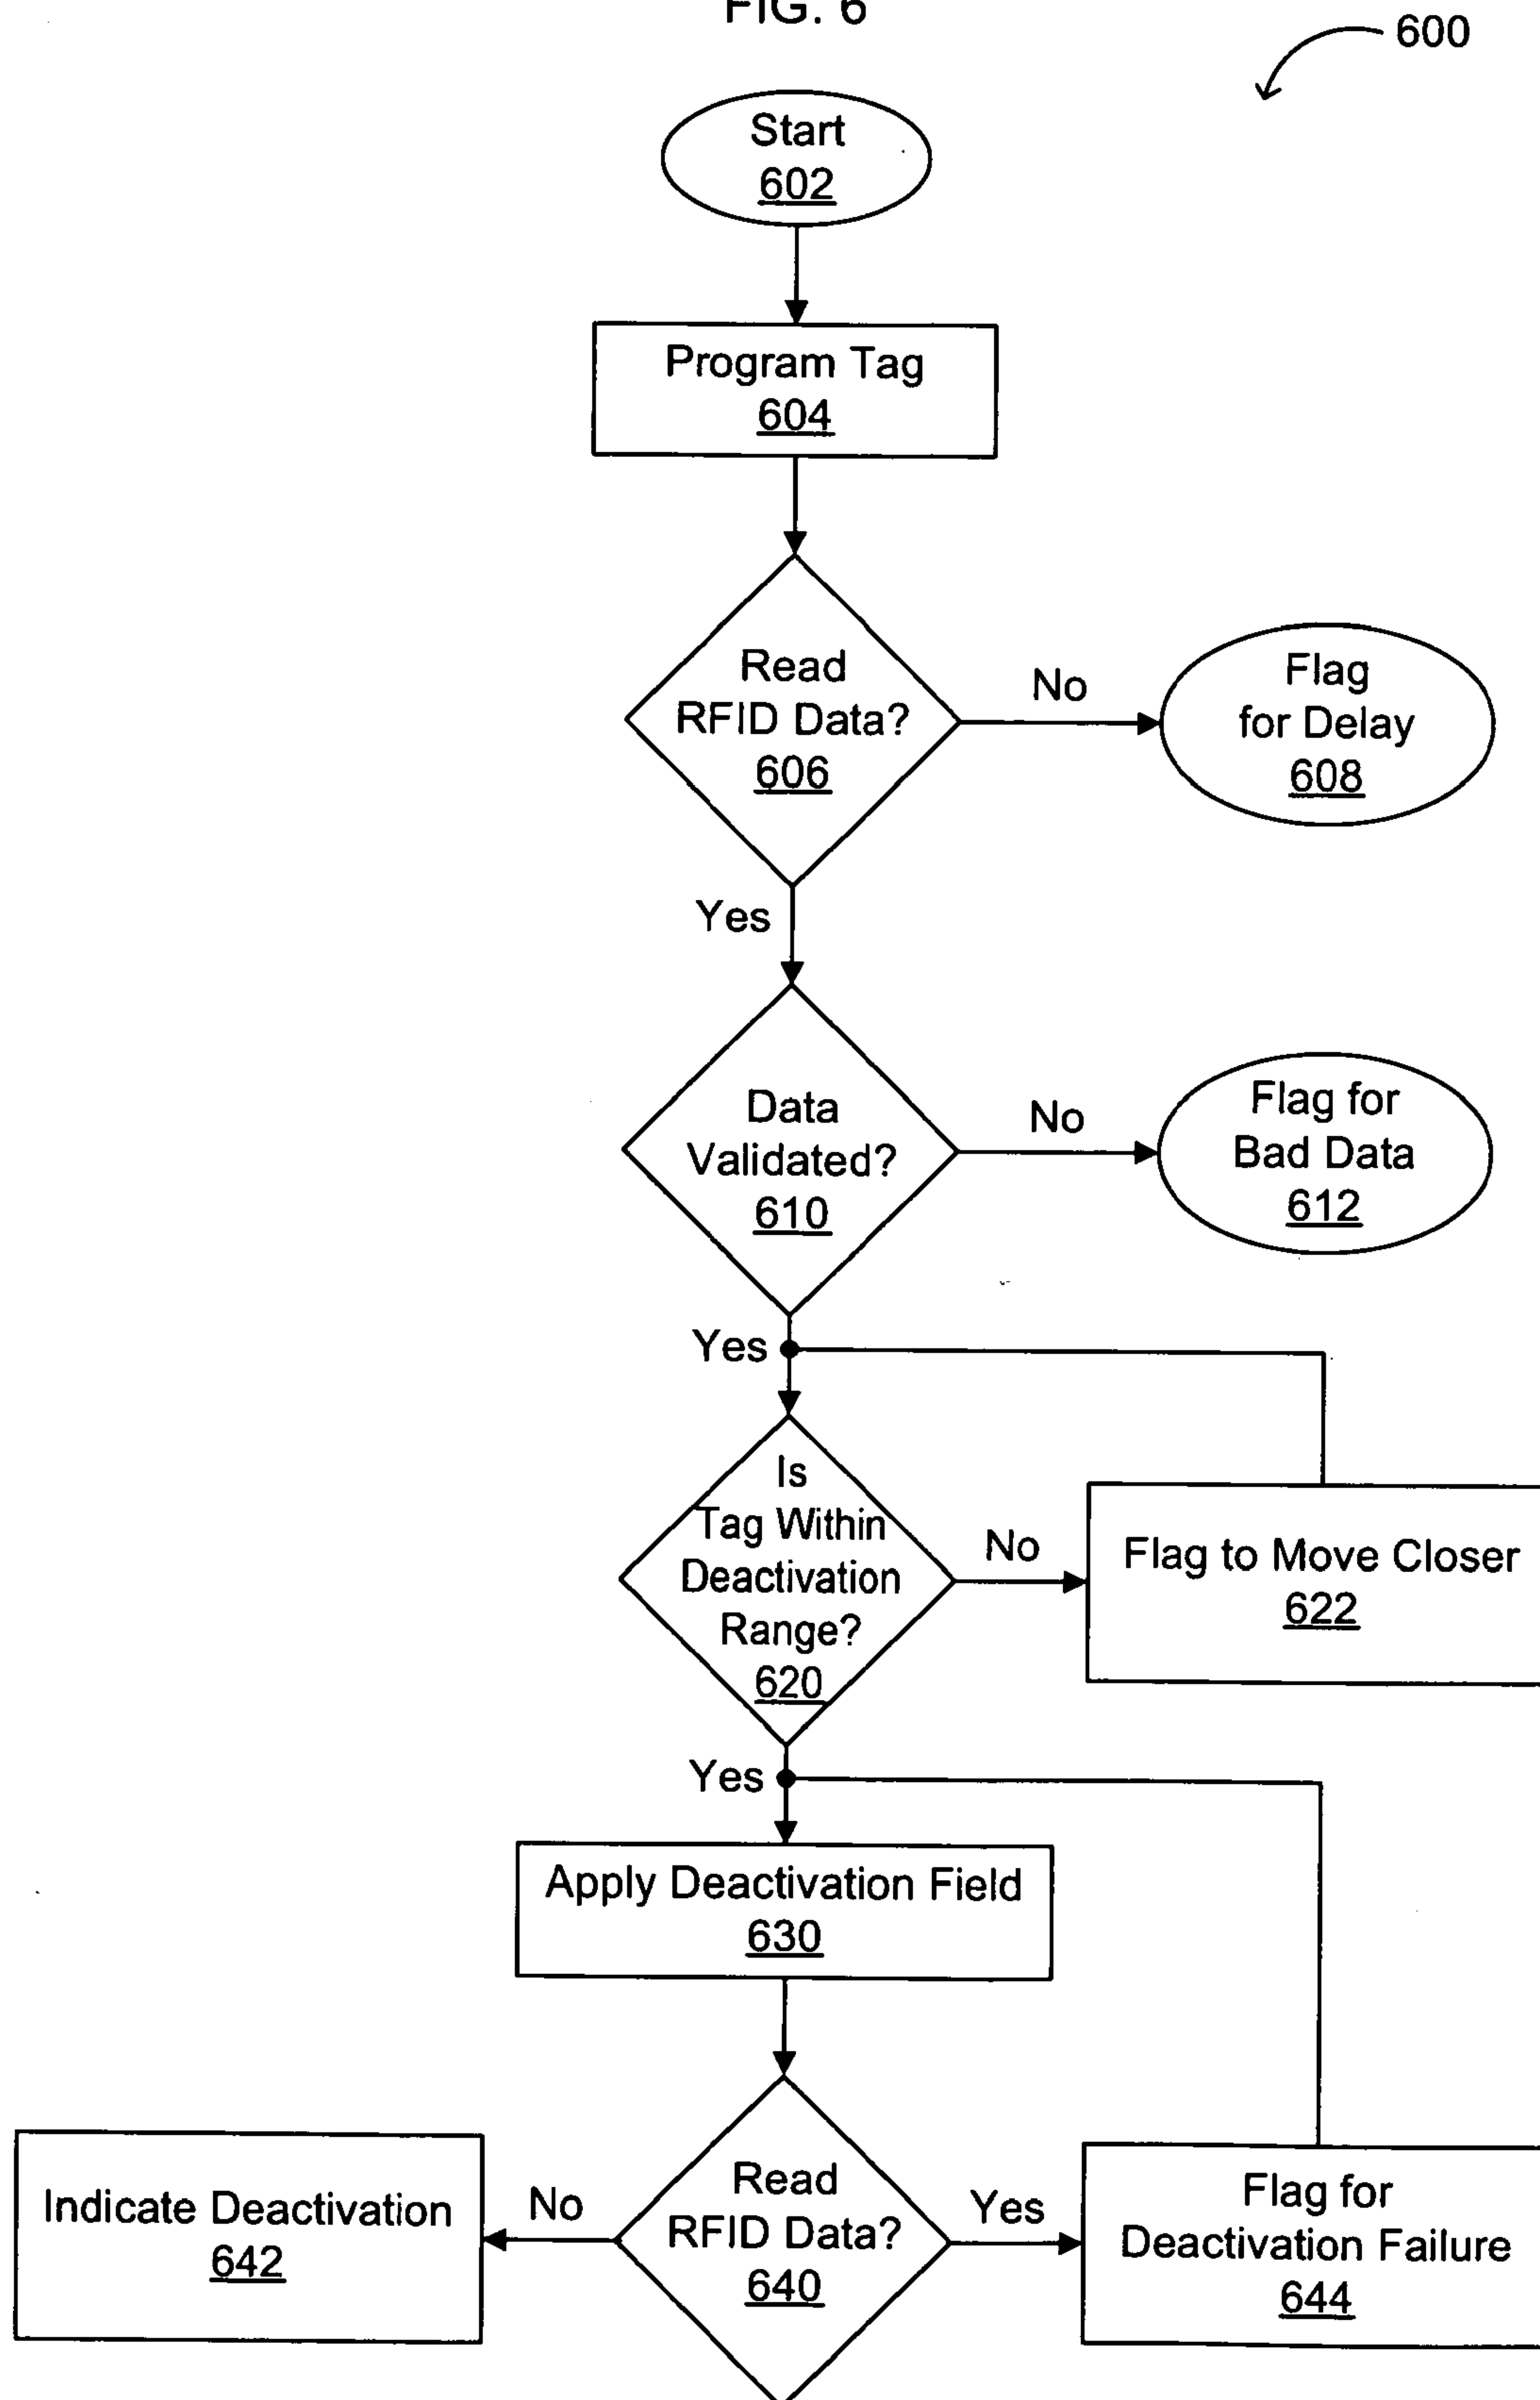 FIG. 6
600
Start
602
Program Tag
604
Read
RFID Data?
606
No
Flag
for Delay
608
Yes
Data
Validated?
610
No
Flag for
Bad Data
612
Yes
Is
Tag Within
Deactivation
Range?
620
No
Flag to Move Closer
622
Yes
Apply Deactivation Field
630
Indicate Deactivation
642
No
Read
RFID Data?
640
Yes
Flag for
Deactivation Failure
644